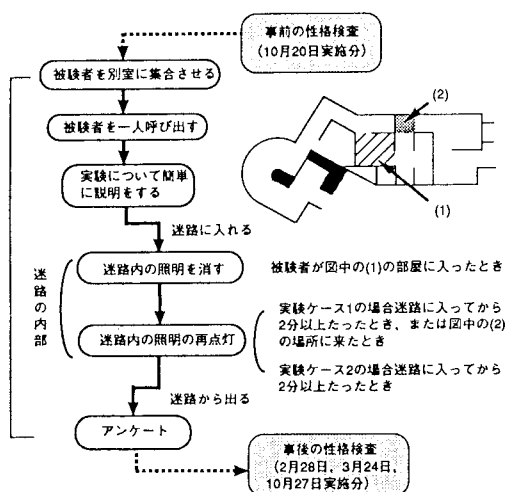 事前の性格検査
(10月20日実施分)
被験者を別室に集合させる
被験者を一人呼び出す
実験について簡単
に説明をする
迷路に入れる
迷路の内部
迷路内の照明を消す
被験者が図中の(1)の部屋に入ったとき
迷路内の照明の再点灯
実験ケース1の場合迷路に入ってから
2分以上たったとき、または図中の(2)
の場所に来たとき
実験ケース2の場合迷路に入ってから
2分以上たったとき
迷路から出る
アンケート
事後の性格検査
(2月28日、3月24日、
10月27日実施分)
(2)
(1)